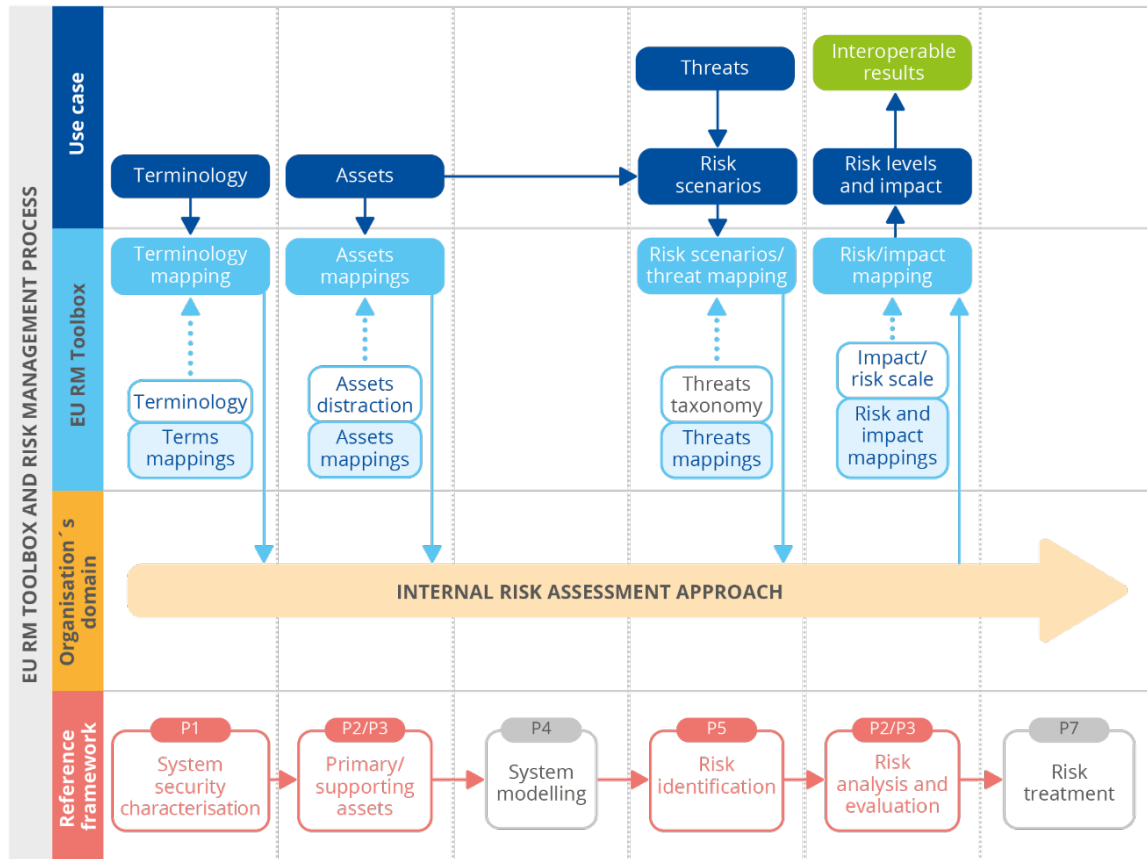 EU RM TOOLBOX AND RISK MANAGEMENT PROCESS
Use case
Threats
Interoperable
results
Terminology
Assets
Risk
scenarios
Risk levels
and impact
EU RM Toolbox
Terminology
mapping
Assets
mappings
Risk scenarios/
threat mapping
Risk/impact
mapping
Terminology
Terms
mappings
Assets
distraction
Assets
mappings
Threats
taxonomy
Threats
mappings
Impact/
risk scale
Risk and
impact
mappings
Organisation´s
domain
INTERNAL RISK ASSESSMENT APPROACH
Reference
framework
P1
System
security
characterisation
P2/P3
Primary/
supporting
assets
P4
System
modelling
P5
Risk
identification
P2/P3
Risk
analysis and
evaluation
P7
Risk
treatment